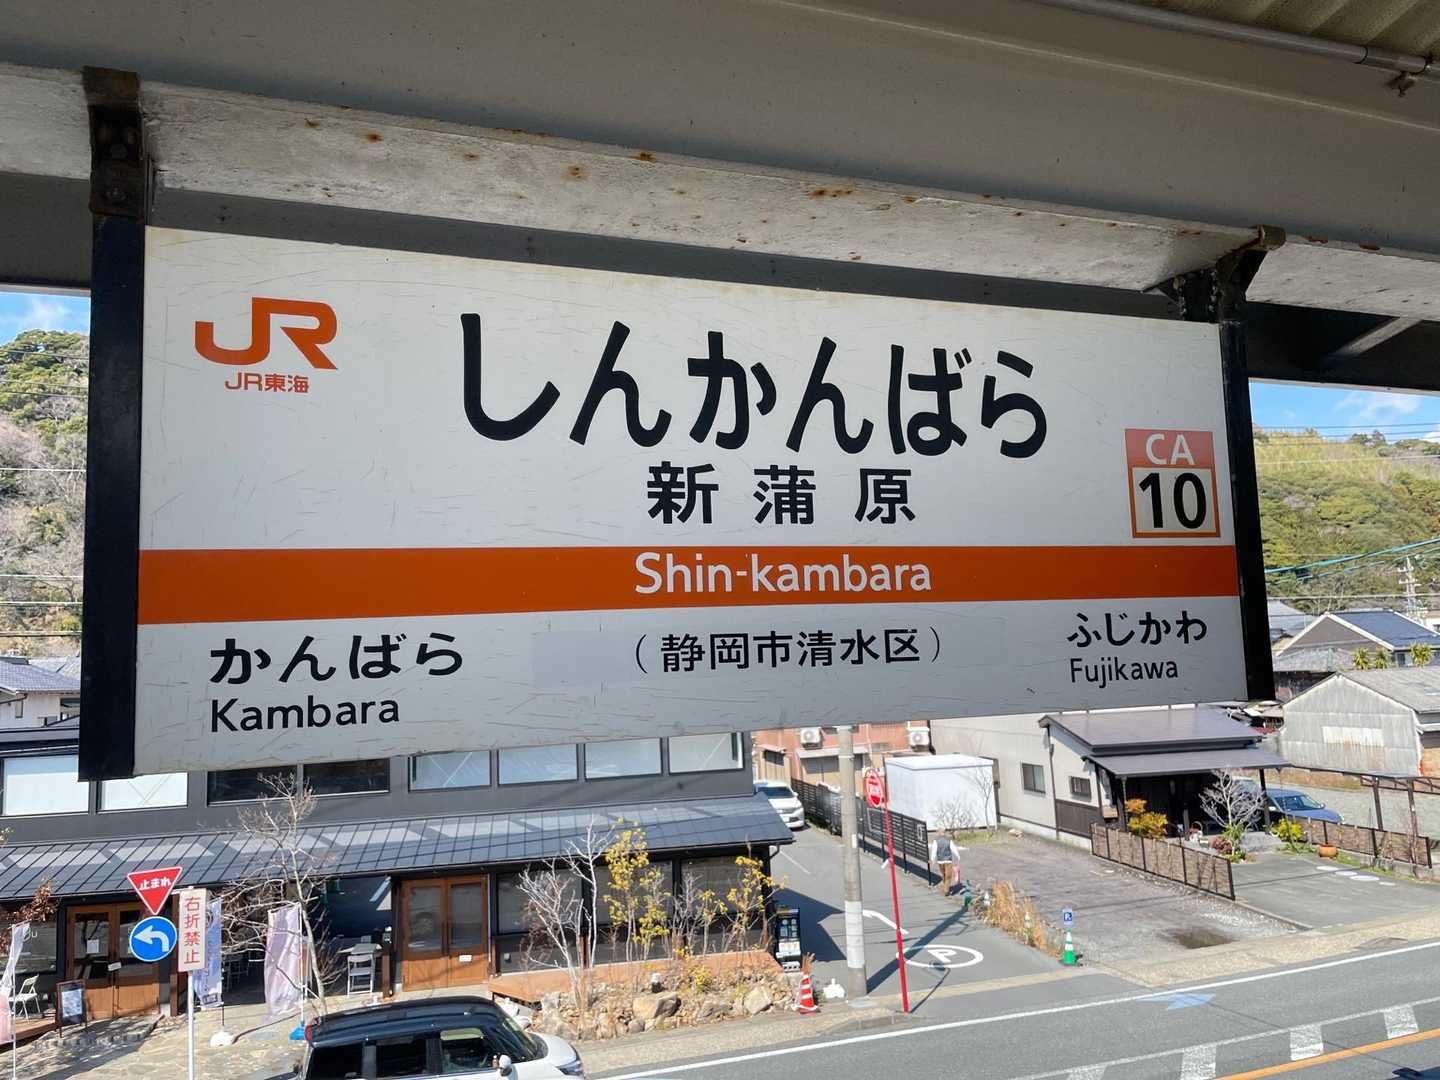 JR東海
しんかんばら
新蒲原
CA
10
Shin-kambara
かんばら
Kambara
（静岡市清水区）
ふじかわ
Fujikawa
止まれ
右折禁止
P